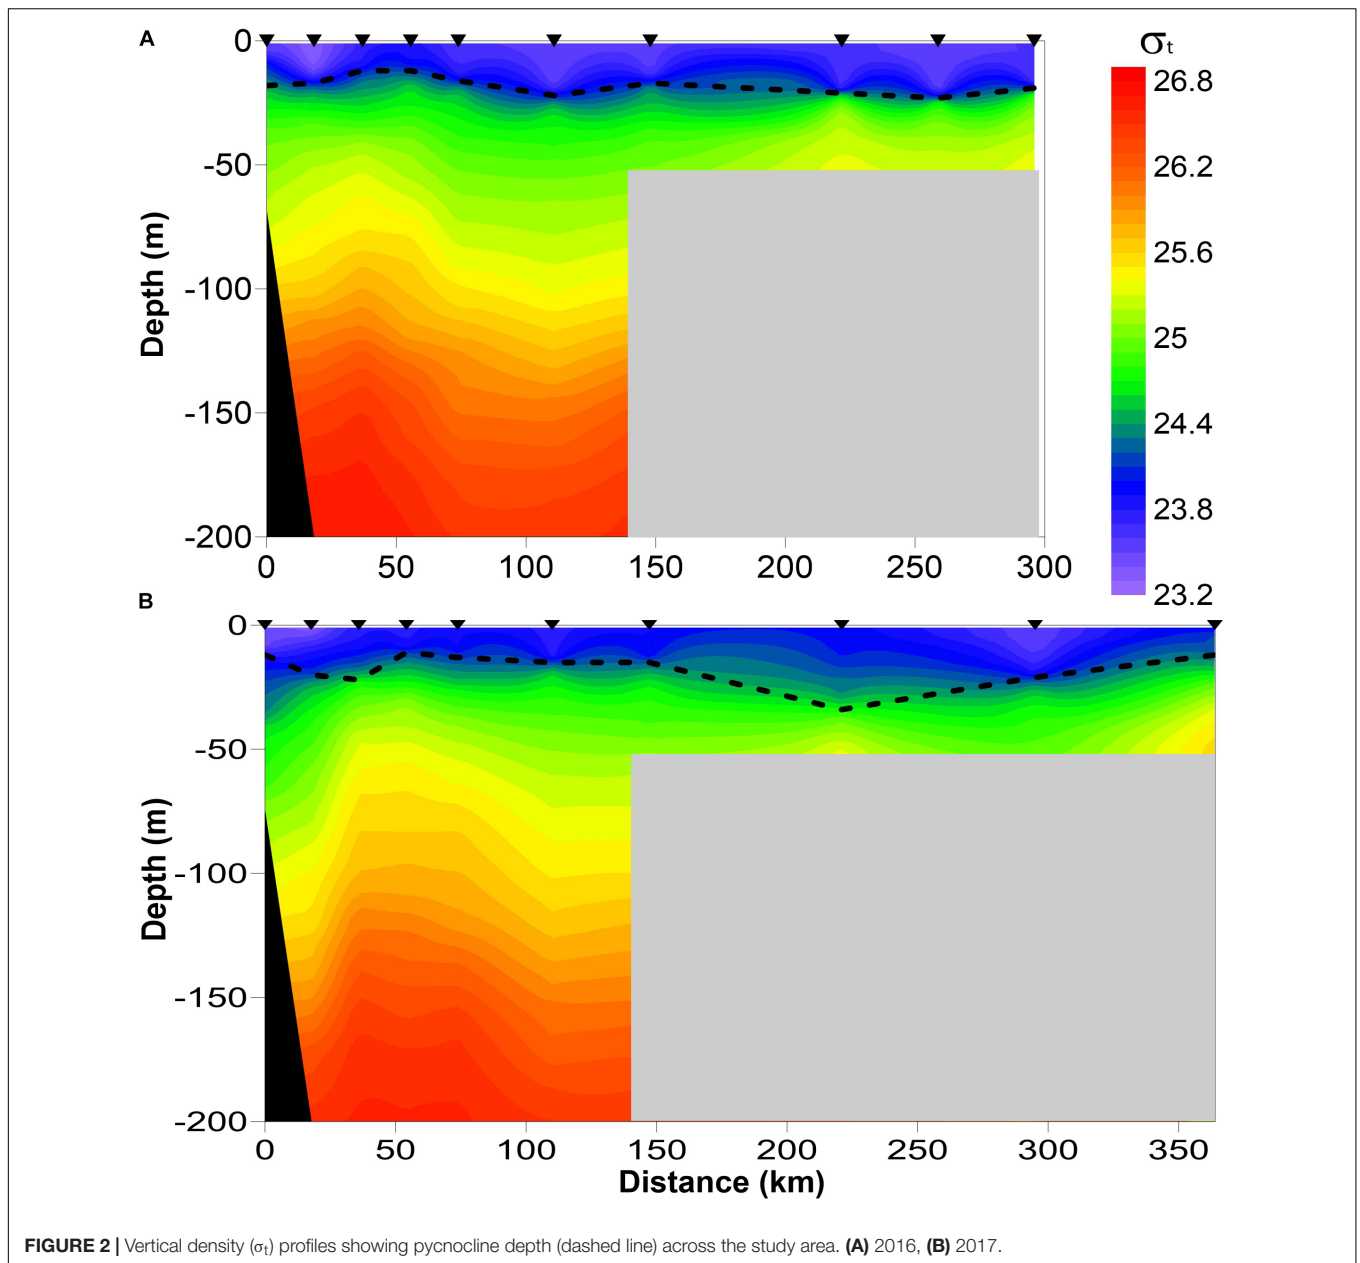 A
σt
0
-50
-100
-150
-200
Depth (m)
0 50 100 150 200 250 300
26.8
26.2
25.6
25
24.4
23.8
23.2
B
0
-50
-100
-150
-200
Depth (m)
0 50 100 150 200 250 300 350
Distance (km)
FIGURE 2 | Vertical density (σt) profiles showing pycnocline depth (dashed line) across the study area. (A) 2016, (B) 2017.